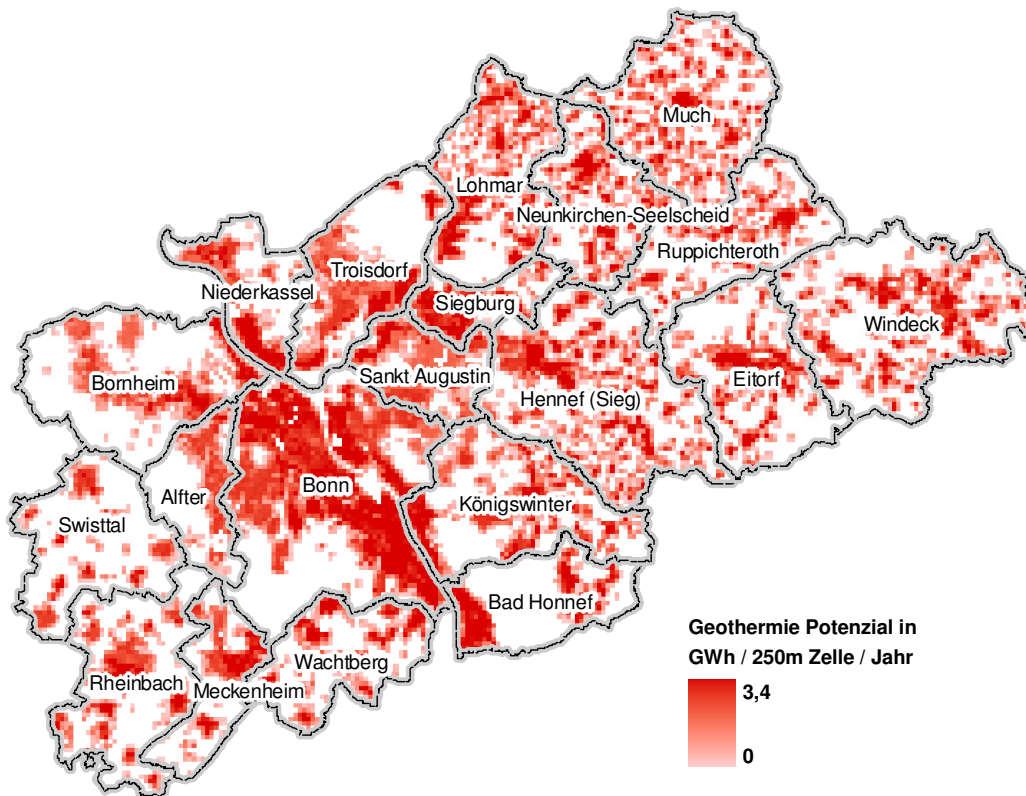 Much
Lohmar
Neunkirchen-Seelscheid
Ruppichteroth
Troisdorf
Niederkassel
Siegburg
Windeck
Bornheim
Sankt Augustin
Eitorf
Hennef (Sieg)
Bonn
Alfter
Königswinter
Swisttal
Bad Honnef
Wachtberg
Rheinbach
Meckenheim
Geothermie Potenzial in
GWh / 250m Zelle / Jahr
3,4
0